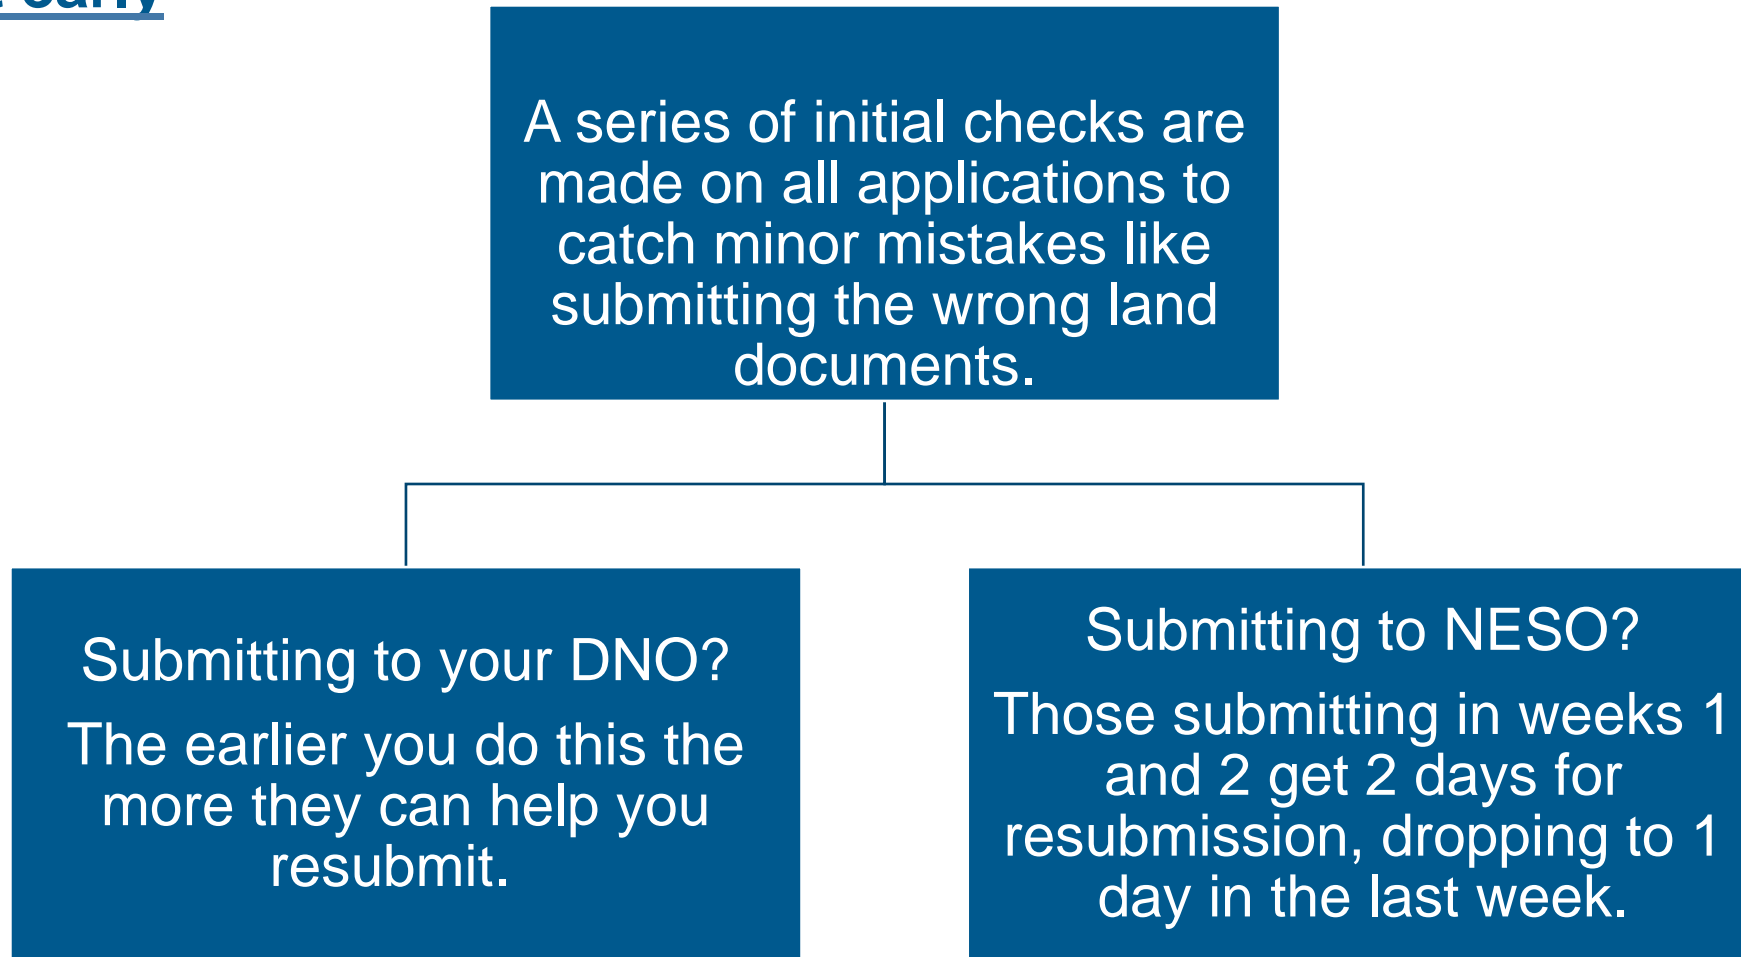 A series of initial checks are
made on all applications to
catch minor mistakes like
submitting the wrong land
documents.
Submitting to your DNO?
The earlier you do this the
more they can help you
resubmit.
Submitting to NESO?
Those submitting in weeks 1
and 2 get 2 days for
resubmission, dropping to 1
day in the last week.